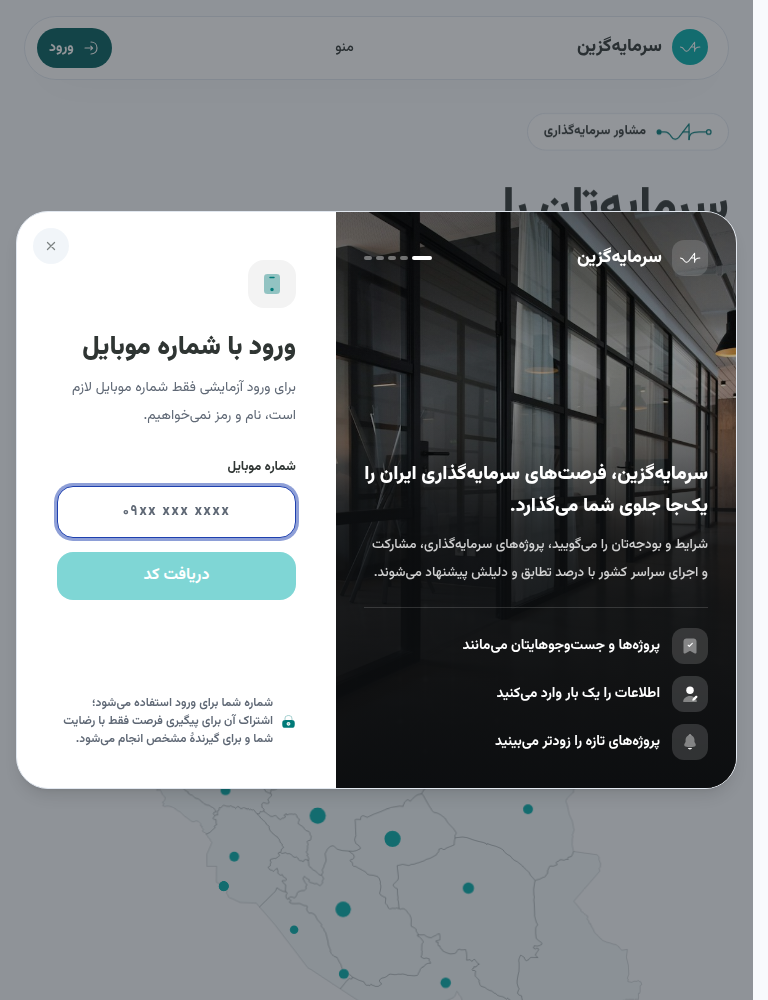 سرمایه‌گزین
منو
ورود
مشاور سرمایه‌گذاری
سرمایه‌تان را
سرمایه‌گزین
سرمایه‌گزین، فرصت‌های سرمایه‌گذاری ایران را
یک‌جا جلوی شما می‌گذارد.
شرایط و بودجه‌تان را می‌گویید، پروژه‌های سرمایه‌گذاری، مشارکت
و اجرای سراسر کشور با درصد تطابق و دلیلش پیشنهاد می‌شوند.
پروژه‌ها و جست‌وجوهایتان می‌مانند
اطلاعات را یک بار وارد می‌کنید
پروژه‌های تازه را زودتر می‌بینید
ورود با شماره موبایل
برای ورود آزمایشی فقط شماره موبایل لازم
است، نام و رمز نمی‌خواهیم.
شماره موبایل
۰۹xx xxx xxxx
دریافت کد
شماره شما برای ورود استفاده می‌شود؛
اشتراک آن برای پیگیری فرصت فقط با رضایت
شما و برای گیرندهٔ مشخص انجام می‌شود.